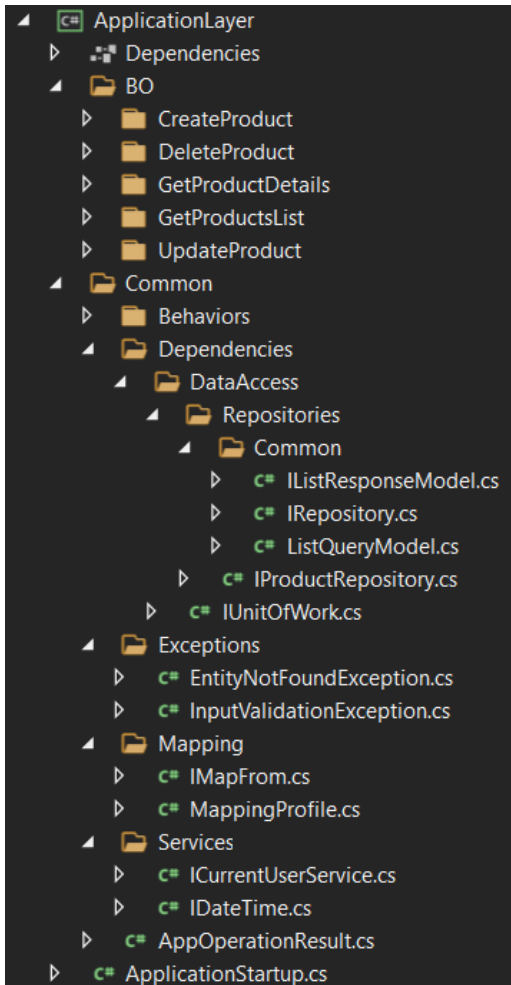 C# ApplicationLayer
Dependencies
BO
CreateProduct
DeleteProduct
GetProductDetails
GetProductsList
UpdateProduct
Common
Behaviors
Dependencies
DataAccess
Repositories
Common
C# IListResponseModel.cs
C# IRepository.cs
C# ListQueryModel.cs
C# IProductRepository.cs
C# IUnitOfWork.cs
Exceptions
C# EntityNotFoundException.cs
C# InputValidationException.cs
Mapping
C# IMapFrom.cs
C# MappingProfile.cs
Services
C# ICurrentUserService.cs
C# IDateTime.cs
C# AppOperationResult.cs
C# ApplicationStartup.cs